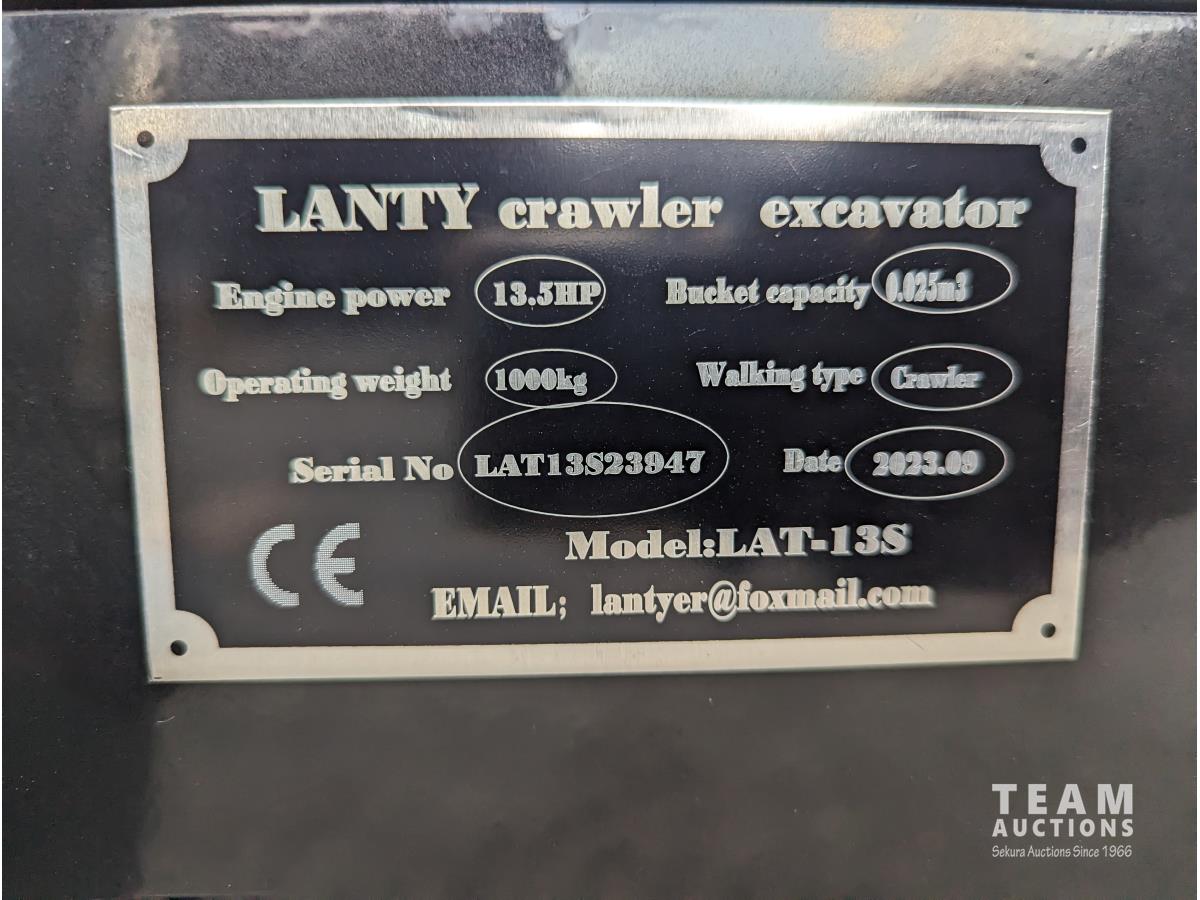 LANTY crawler excavator
Engine power 13.5HP Bucket capacity 0.025m3
Operating weight 1000kg Walking type Crawler
Serial No LAT13S23947 Date 2023.09
CE Model:LAT-13S
EMAIL; lantyer@foxmail.com
TEAM
AUCTIONS
Sekura Auctions Since 1966